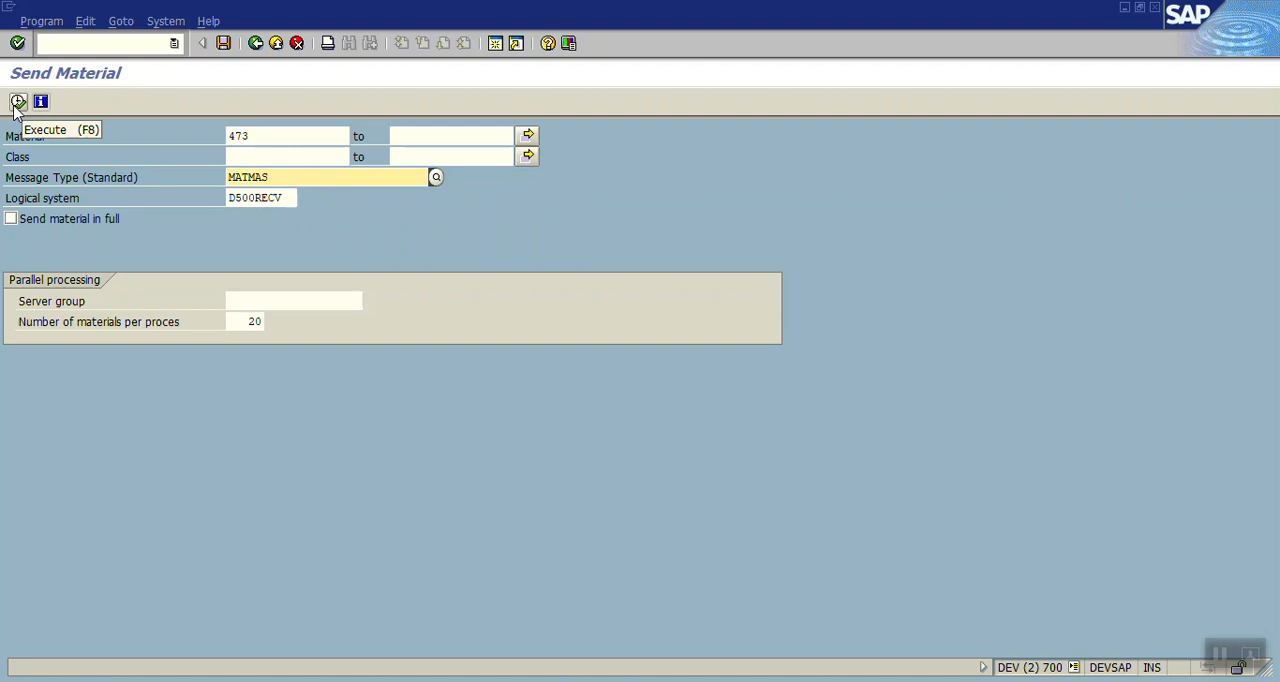 Program Edit Goto System Help
SAP
Send Material
Execute (F8)
Mat 473 to
Class to
Message Type (Standard) MATMAS
Logical system D500RECV
Send material in full
Parallel processing
Server group
Number of materials per proces 20
DEV (2) 700 DEVSAP INS